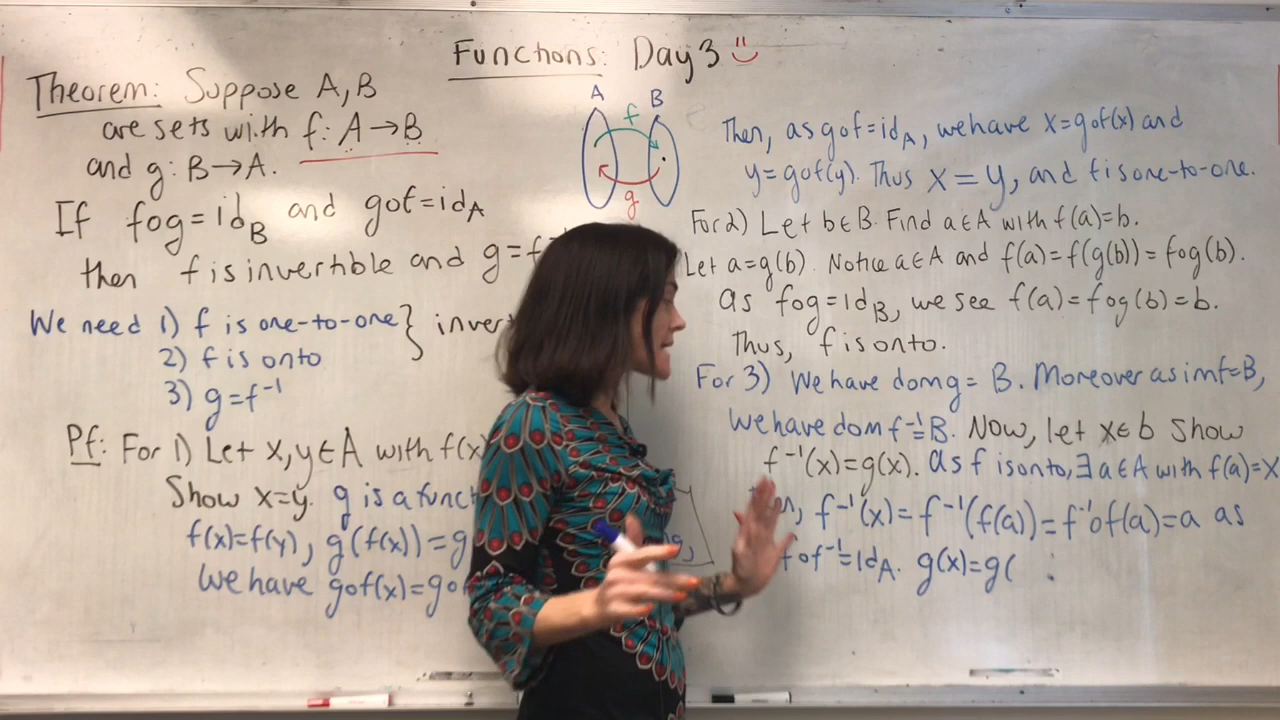 Functions: Day 3
Theorem: Suppose A, B
are sets with f: A→B
and g: B→A.
If f∘g = id_B and g∘f = id_A
then f is invertible and g = f⁻¹
We need 1) f is one-to-one } invert
2) f is onto
3) g = f⁻¹
Pf: For 1) Let x, y ∈ A with f(x)
Show x=y. g is a funct
f(x)=f(y), g(f(x)) = g
We have g∘f(x) = g∘
A B
f
g
Then, as g∘f = id_A, we have x = g∘f(x) and
y = g∘f(y). Thus x = y, and f is one-to-one.
For 2) Let b ∈ B. Find a ∈ A with f(a)=b.
Let a = g(b). Notice a ∈ A and f(a) = f(g(b)) = f∘g(b).
As f∘g = id_B, we see f(a) = f∘g(b) = b.
Thus, f is onto.
For 3) We have dom g = B. Moreover as im f = B,
We have dom f⁻¹ = B. Now, let x ∈ b Show
f⁻¹(x) = g(x). As f is onto, ∃ a ∈ A with f(a) = x
f⁻¹(x) = f⁻¹(f(a)) = f⁻¹∘f(a) = a as
f∘f⁻¹ = id_A. g(x) = g( :